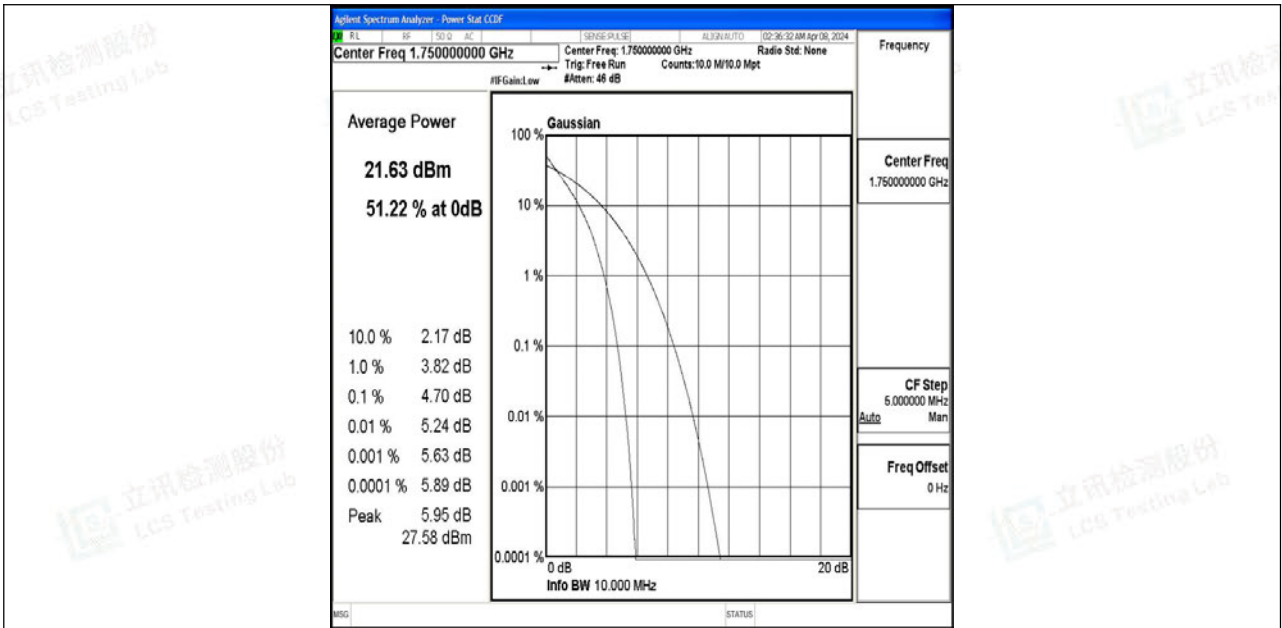 Agilent Spectrum Analyzer - Power Stat CCDF
RL RF 50 Ω AC SENSE:PULSE ALIGNAUTO 02:36:32 AM Apr 08, 2024
Center Freq 1.750000000 GHz
Center Freq: 1.750000000 GHz Radio Std: None
Trig: Free Run Counts:10.0 M/10.0 Mpt
#IFGain:Low #Atten: 46 dB
Frequency
Average Power
21.63 dBm
51.22 % at 0dB
10.0 % 2.17 dB
1.0 % 3.82 dB
0.1 % 4.70 dB
0.01 % 5.24 dB
0.001 % 5.63 dB
0.0001 % 5.89 dB
Peak 5.95 dB
27.58 dBm
Gaussian
100 %
10 %
1 %
0.1 %
0.01 %
0.001 %
0.0001 %
0 dB 20 dB
Info BW 10.000 MHz
Center Freq
1.750000000 GHz
CF Step
5.000000 MHz
Auto Man
Freq Offset
0 Hz
MSG STATUS
立讯检测股份
LCS Testing Lab
立讯检测股份
LCS Testing Lab
立讯检测股份
LCS Testing Lab